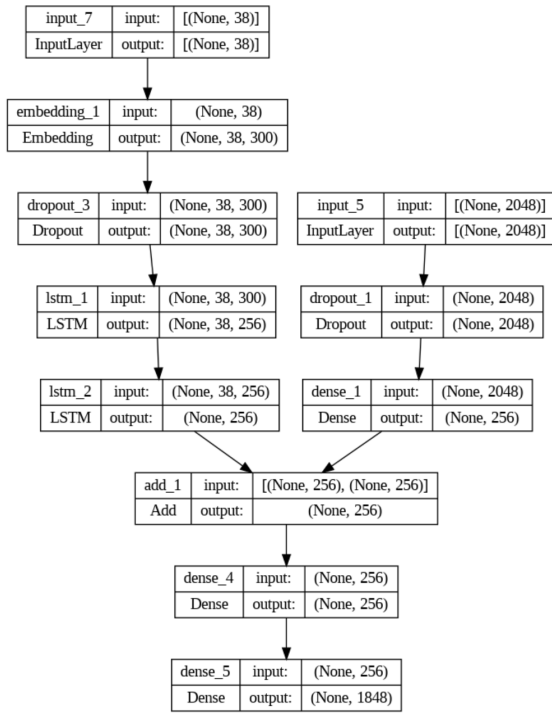 input_7 input: [(None, 38)]
InputLayer output: [(None, 38)]
embedding_1 input: (None, 38)
Embedding output: (None, 38, 300)
dropout_3 input: (None, 38, 300)
Dropout output: (None, 38, 300)
input_5 input: [(None, 2048)]
InputLayer output: [(None, 2048)]
lstm_1 input: (None, 38, 300)
LSTM output: (None, 38, 256)
dropout_1 input: (None, 2048)
Dropout output: (None, 2048)
lstm_2 input: (None, 38, 256)
LSTM output: (None, 256)
dense_1 input: (None, 2048)
Dense output: (None, 256)
add_1 input: [(None, 256), (None, 256)]
Add output: (None, 256)
dense_4 input: (None, 256)
Dense output: (None, 256)
dense_5 input: (None, 256)
Dense output: (None, 1848)